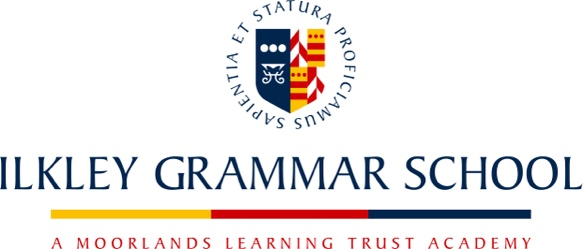 SAPIENTIA ET STATURA PROFICIAMUS
ILKLEY GRAMMAR SCHOOL
A MOORLANDS LEARNING TRUST ACADEMY